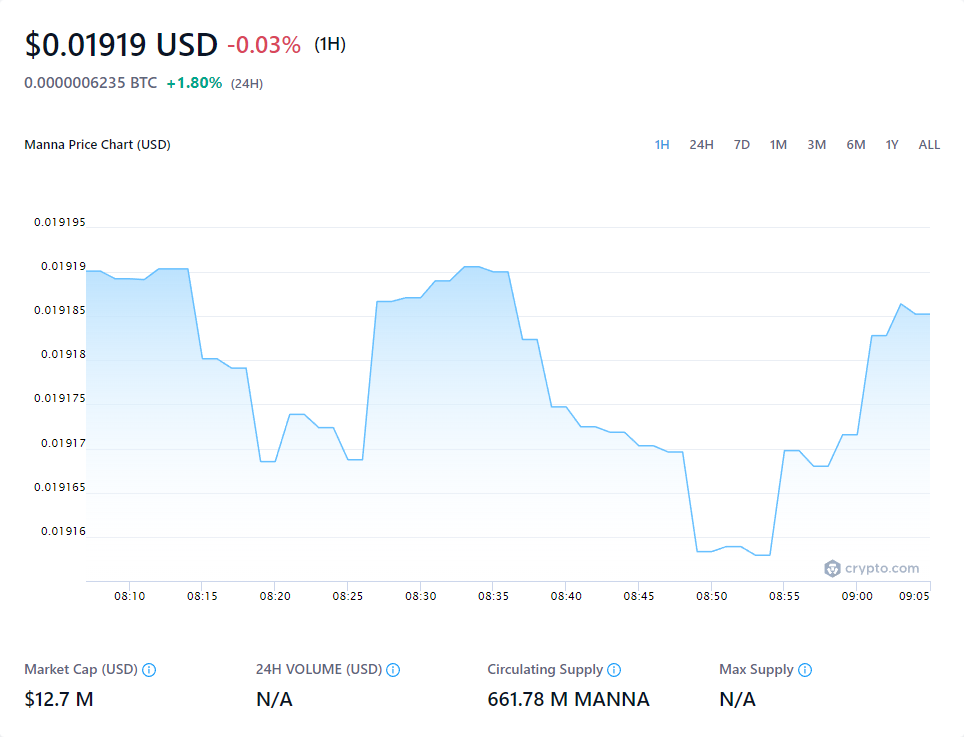 $0.01919 USD -0.03% (1H)
0.0000006235 BTC +1.80% (24H)
Manna Price Chart (USD) 1H 24H 7D 1M 3M 6M 1Y ALL
0.019195
0.01919
0.019185
0.01918
0.019175
0.01917
0.019165
0.01916
crypto.com
08:10 08:15 08:20 08:25 08:30 08:35 08:40 08:45 08:50 08:55 09:00 09:05
Market Cap (USD) 24H VOLUME (USD) Circulating Supply Max Supply
$12.7 M N/A 661.78 M MANNA N/A